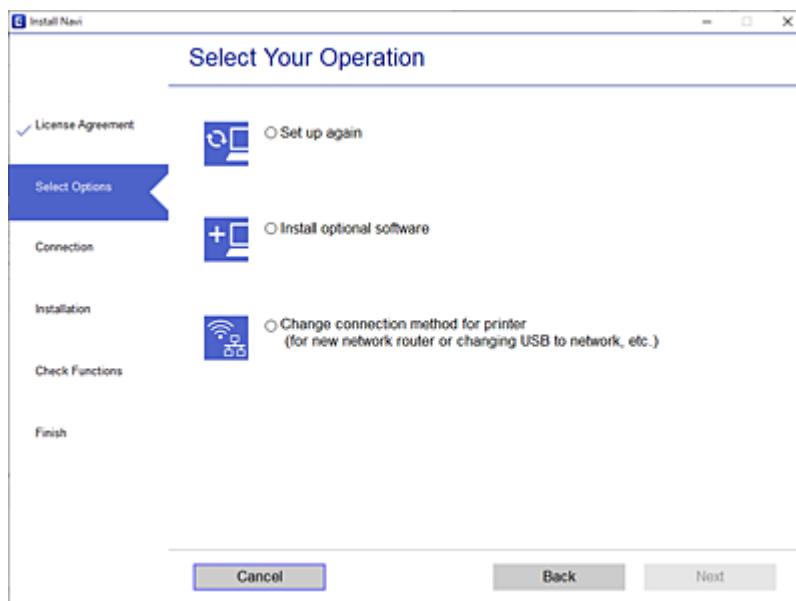 Install Navi
Select Your Operation
License Agreement
Select Options
Connection
Installation
Check Functions
Finish
Set up again
Install optional software
Change connection method for printer
(for new network router or changing USB to network, etc.)
Cancel
Back
Next